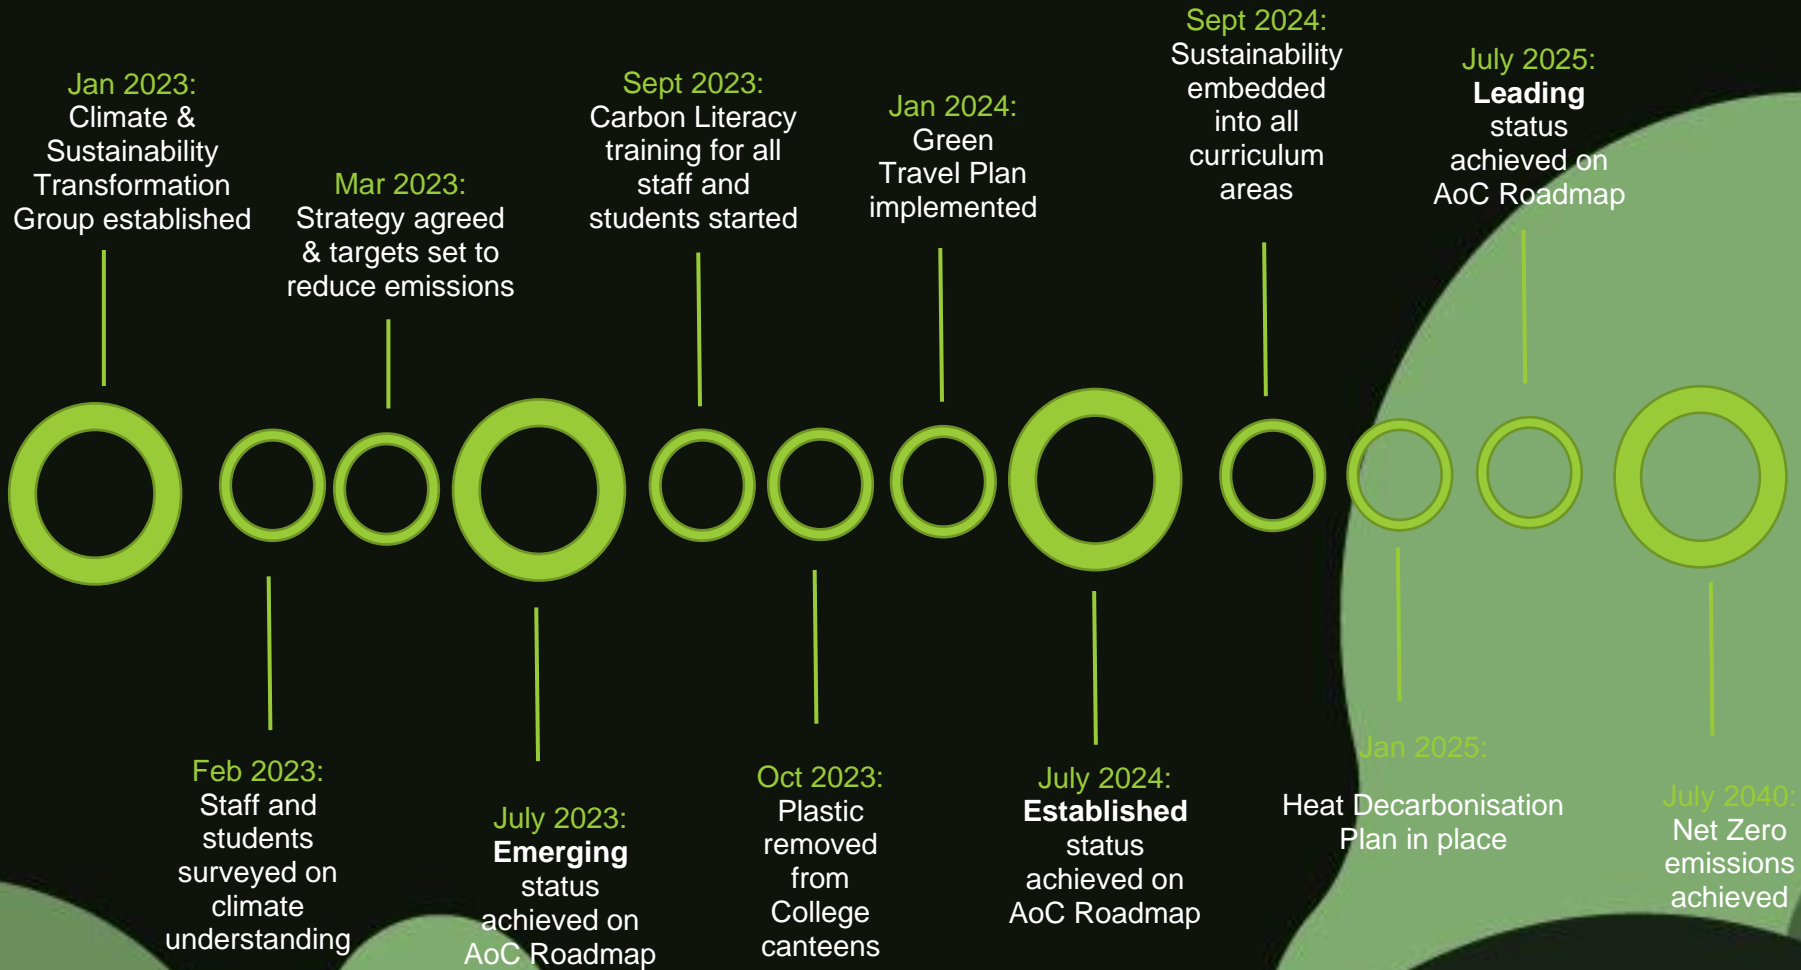 Jan 2023:
Climate &
Sustainability
Transformation
Group established
Feb 2023:
Staff and
students
surveyed on
climate
understanding
Mar 2023:
Strategy agreed
& targets set to
reduce emissions
July 2023:
Emerging
status
achieved on
AoC Roadmap
Sept 2023:
Carbon Literacy
training for all
staff and
students started
Oct 2023:
Plastic
removed
from
College
canteens
Jan 2024:
Green
Travel Plan
implemented
July 2024:
Established
status
achieved on
AoC Roadmap
Sept 2024:
Sustainability
embedded
into all
curriculum
areas
Jan 2025:
Heat Decarbonisation
Plan in place
July 2025:
Leading
status
achieved on
AoC Roadmap
July 2040:
Net Zero
emissions
achieved